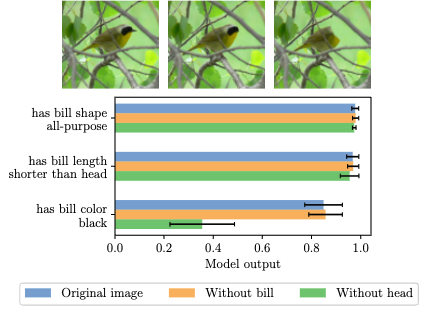 has bill shape
all-purpose
has bill length
shorter than head
has bill color
black
0.0 0.2 0.4 0.6 0.8 1.0
Model output
Original image Without bill Without head